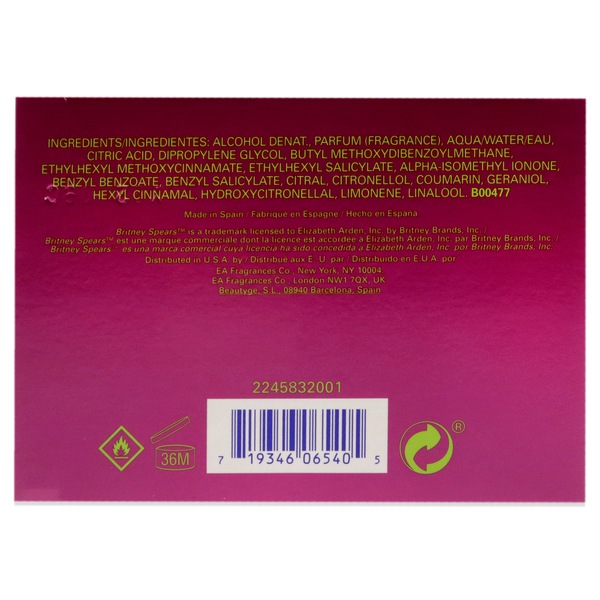 INGREDIENTS/INGREDIENTES: ALCOHOL DENAT., PARFUM (FRAGRANCE), AQUA/WATER/EAU,
CITRIC ACID, DIPROPYLENE GLYCOL, BUTYL METHOXYDIBENZOYLMETHANE,
ETHYLHEXYL METHOXYCINNAMATE, ETHYLHEXYL SALICYLATE, ALPHA-ISOMETHYL IONONE,
BENZYL BENZOATE, BENZYL SALICYLATE, CITRAL, CITRONELLOL, COUMARIN, GERANIOL,
HEXYL CINNAMAL, HYDROXYCITRONELLAL, LIMONENE, LINALOOL. B00477
Made in Spain / Fabriqué en Espagne / Hecho en España
Britney Spears™ is a trademark licensed to Elizabeth Arden, Inc. by Britney Brands, Inc. /
Britney Spears™ est une marque commerciale dont la licence est accordée à Elizabeth Arden, Inc. par Britney Brands, Inc. /
Britney Spears™ es una marca comercial cuya licencia ha sido concedida a Elizabeth Arden, Inc. por Britney Brands, Inc.
Distributed in U.S.A. by / Distribué aux É. U. par / Distribuido en E.U.A. por
EA Fragrances Co., New York, NY 10004
EA Fragrances Co., London NW1 7QX, UK
Beautyge, S.L., 08940 Barcelona, Spain
2245832001
36M
7 19346 06540 5
®